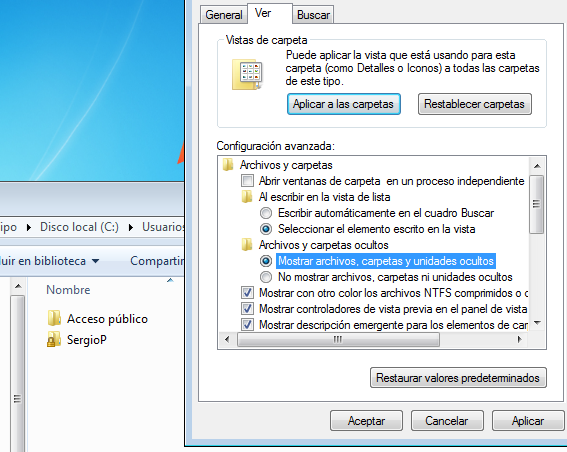 General
Ver
Buscar
Vistas de carpeta
Puede aplicar la vista que está usando para esta
carpeta (como Detalles o Iconos) a todas las carpetas
de este tipo.
Aplicar a las carpetas
Restablecer carpetas
Configuración avanzada:
Archivos y carpetas
Abrir ventanas de carpeta en un proceso independiente
Al escribir en la vista de lista
Escribir automáticamente en el cuadro Buscar
Seleccionar el elemento escrito en la vista
Archivos y carpetas ocultos
Mostrar archivos, carpetas y unidades ocultos
No mostrar archivos, carpetas ni unidades ocultos
Mostrar con otro color los archivos NTFS comprimidos o c
Mostrar controladores de vista previa en el panel de vista
Mostrar descripción emergente para los elementos de car
Restaurar valores predeterminados
Aceptar
Cancelar
Aplicar
ipo ▸ Disco local (C:) ▸ Usuarios
uir en biblioteca
Compartir
Nombre
Acceso público
SergioP